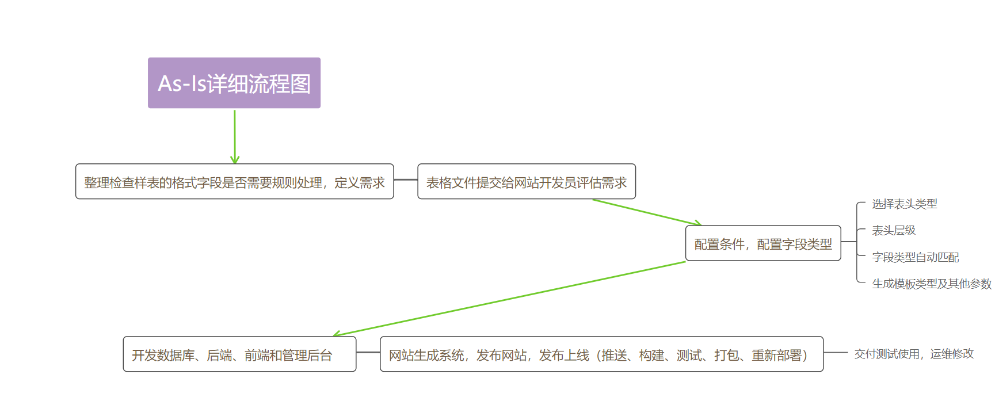 As-Is详细流程图
整理检查样表的格式字段是否需要规则处理，定义需求
表格文件提交给网站开发员评估需求
配置条件，配置字段类型
选择表头类型
表头层级
字段类型自动匹配
生成模板类型及其他参数
开发数据库、后端、前端和管理后台
网站生成系统，发布网站，发布上线（推送、构建、测试、打包、重新部署）
交付测试使用，运维修改